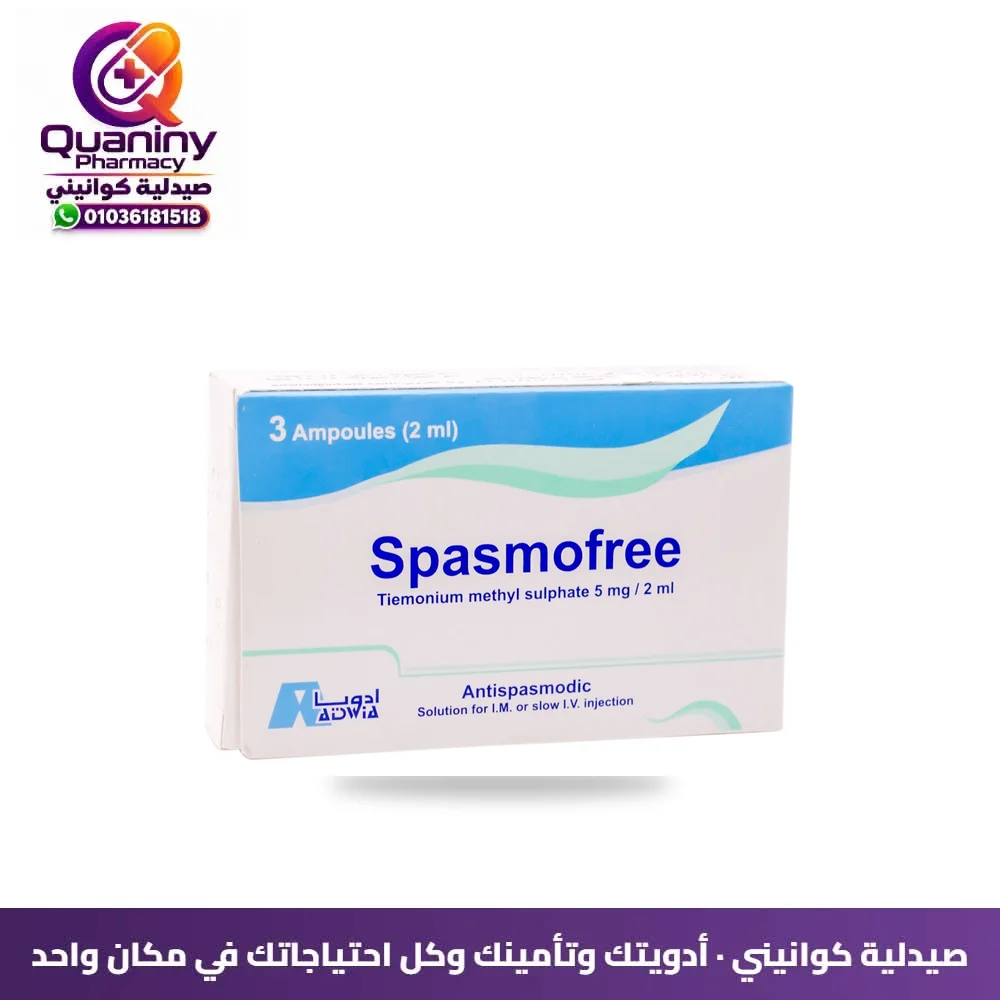 Quaniny
Pharmacy
صيدلية كوانيني
01036181518
3 Ampoules (2 ml)
Spasmofree
Tiemonium methyl sulphate 5 mg / 2 ml
ادويا
ADWIA
Antispasmodic
Solution for I.M. or slow I.V. injection
صيدلية كوانيني · أدويتك وتأمينك وكل احتياجاتك في مكان واحد